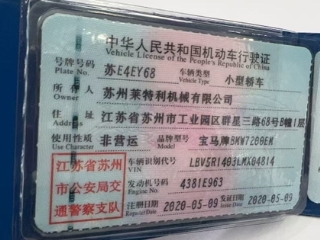 中华人民共和国机动车行驶证
Vehicle License of the People's Republic of China
号牌号码 苏E4EY68 车辆类型 小型轿车
Plate No. Vehicle Type
所有人 苏州莱特利机械有限公司
Owner
住址 江苏省苏州市工业园区群星三路68号B幢1层
Address
使用性质 非营运 品牌型号 宝马牌BMW7200EM
Use Character Model
江苏省苏州市公安局交通警察支队
车辆识别代号 LBV5R1403LMX04814
VIN
发动机号码 4381E963
Engine No.
注册日期 2020-05-09 发证日期 2020-05-09
Register Date Issue Date